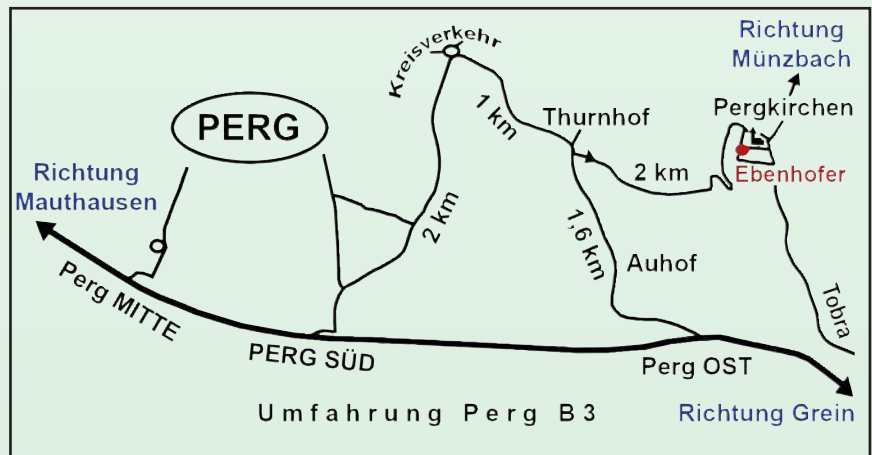 Richtung
Münzbach
Kreisverkehr
Pergkirchen
PERG
1 km
Thurnhof
Richtung
Mauthausen
2 km
Ebenhofer
2 km
1,6 km
Auhof
Perg MITTE
Tobra
PERG SÜD
Perg OST
Umfahrung Perg B3
Richtung Grein